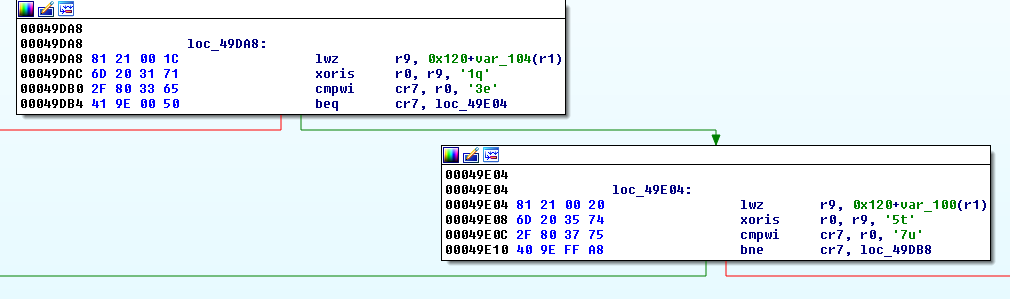 00049DA8
00049DA8 loc_49DA8:
00049DA8 81 21 00 1C lwz r9, 0x120+var_104(r1)
00049DAC 6D 20 31 71 xoris r0, r9, '1q'
00049DB0 2F 80 33 65 cmpwi cr7, r0, '3e'
00049DB4 41 9E 00 50 beq cr7, loc_49E04
00049E04
00049E04 loc_49E04:
00049E04 81 21 00 20 lwz r9, 0x120+var_100(r1)
00049E08 6D 20 35 74 xoris r0, r9, '5t'
00049E0C 2F 80 37 75 cmpwi cr7, r0, '7u'
00049E10 40 9E FF A8 bne cr7, loc_49DB8